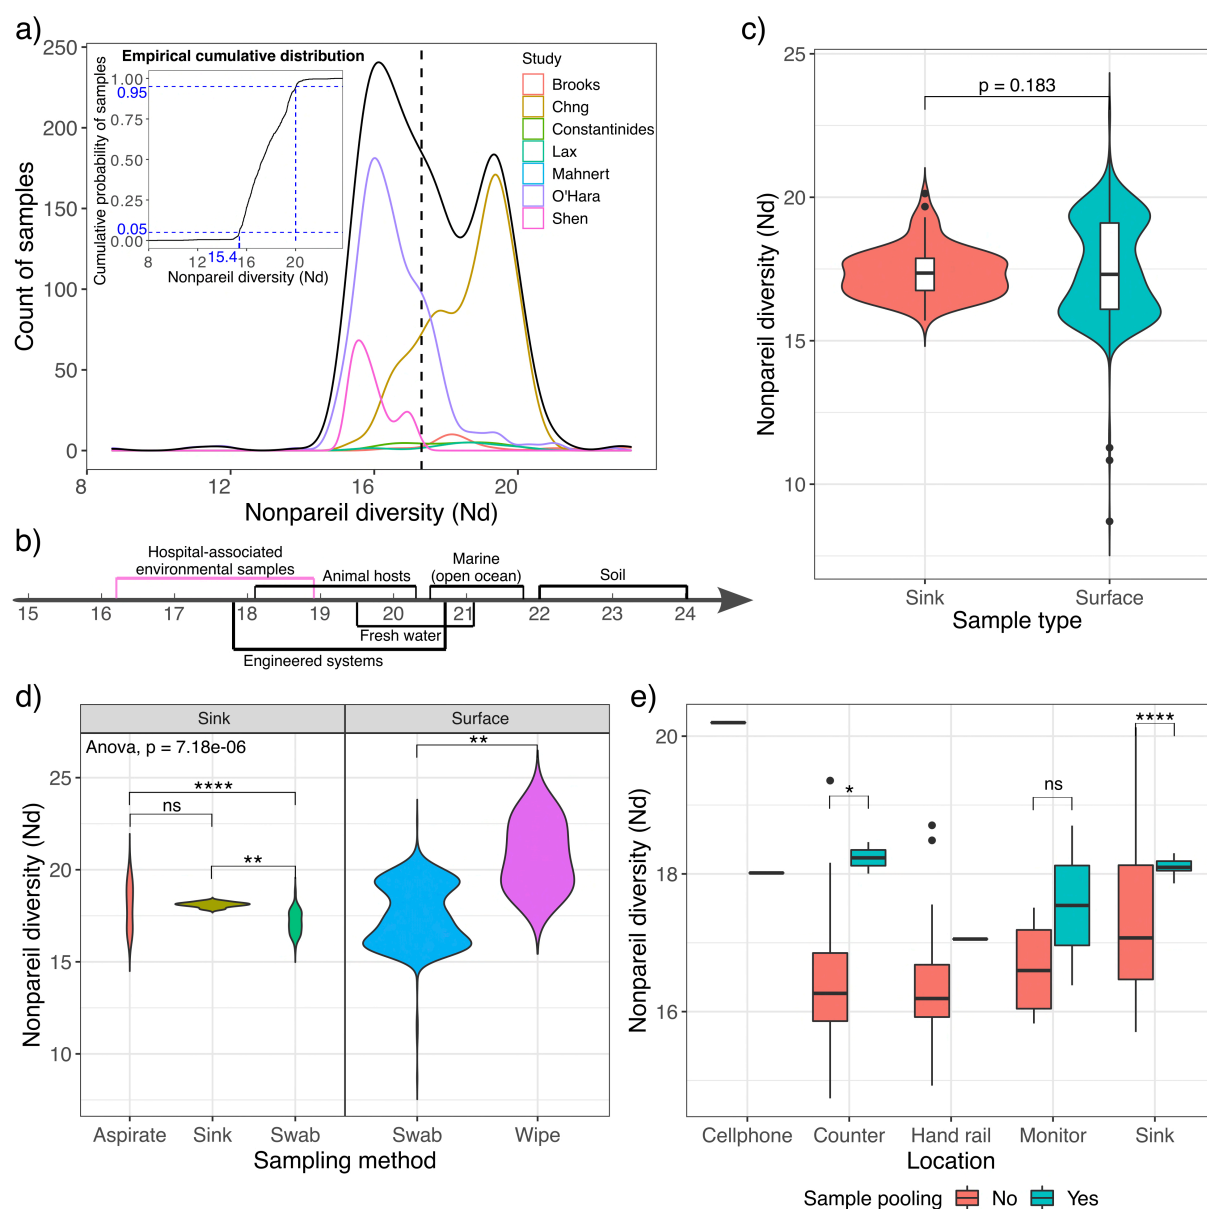 a)
Empirical cumulative distribution
Cumulative probability of samples
1.00
0.95
0.75
0.50
0.25
0.05
0.00
8
12
15.4
16
20
Nonpareil diversity (Nd)
Study
Brooks
Chng
Constantinides
Lax
Mahnert
O'Hara
Shen
Count of samples
250
200
150
100
50
0
8
12
16
20
Nonpareil diversity (Nd)
b)
Hospital-associated
environmental samples
Animal hosts
Marine
(open ocean)
Soil
15
16
17
18
19
20
21
22
23
24
Fresh water
Engineered systems
c)
Nonpareil diversity (Nd)
25
20
15
10
p = 0.183
Sink
Surface
Sample type
d)
Sink
Surface
Anova, p = 7.18e-06
****
ns
**
**
Nonpareil diversity (Nd)
25
20
15
10
Aspirate
Sink
Swab
Swab
Wipe
Sampling method
e)
Nonpareil diversity (Nd)
20
18
16
*
ns
****
Cellphone
Counter
Hand rail
Monitor
Sink
Location
Sample pooling
No
Yes